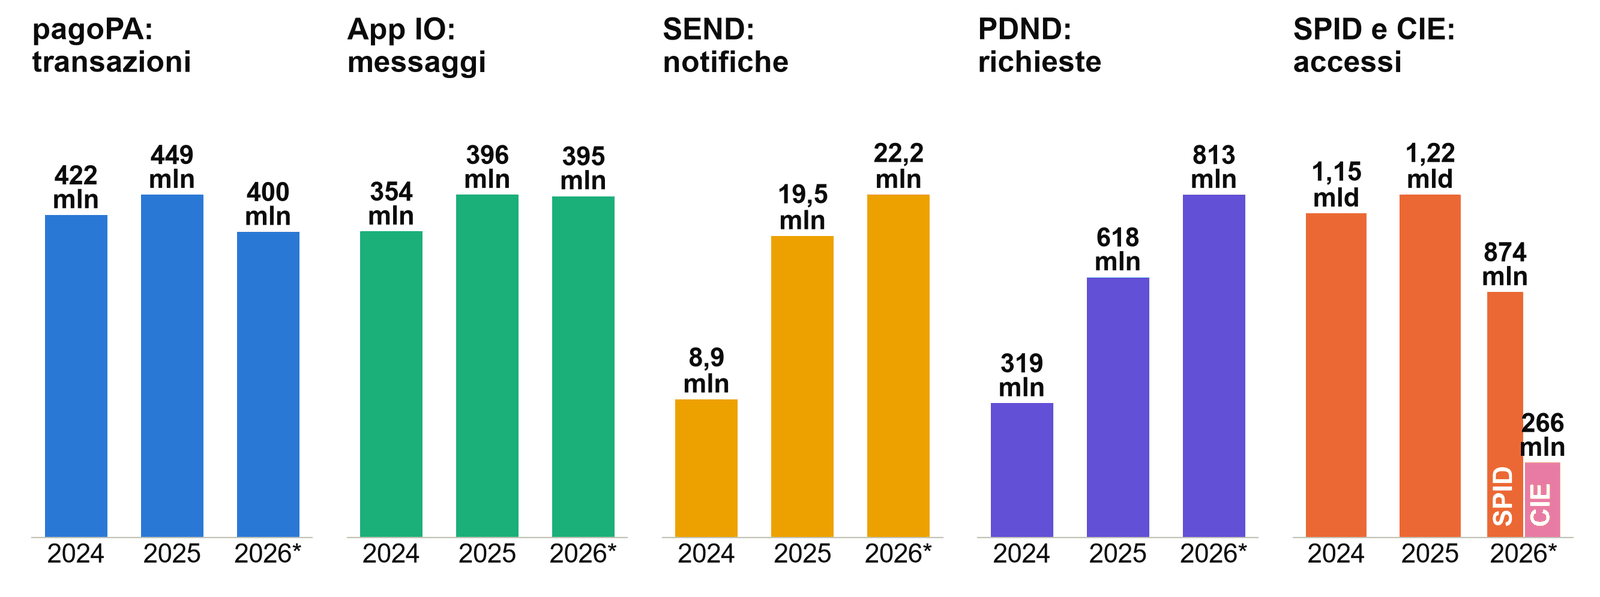 pagoPA:
transazioni
422
mln
449
mln
400
mln
2024
2025
2026*
App IO:
messaggi
354
mln
396
mln
395
mln
2024
2025
2026*
SEND:
notifiche
8,9
mln
19,5
mln
22,2
mln
2024
2025
2026*
PDND:
richieste
319
mln
618
mln
813
mln
2024
2025
2026*
SPID e CIE:
accessi
1,15
mld
1,22
mld
874
mln
266
mln
SPID
CIE
2024
2025
2026*